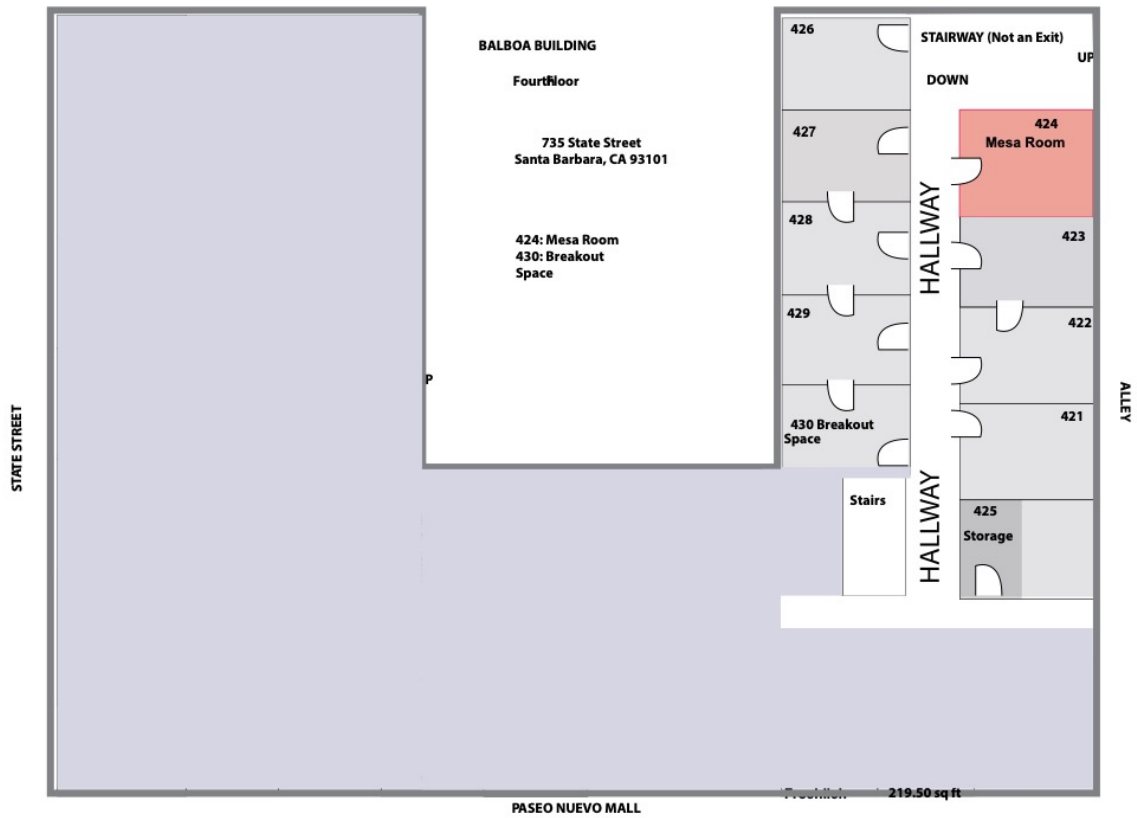 BALBOA BUILDING
Fourth Floor
735 State Street
Santa Barbara, CA 93101
424: Mesa Room
430: Breakout
Space
P
STATE STREET
426
427
428
429
430 Breakout
Space
Stairs
STAIRWAY (Not an Exit)
UP
DOWN
HALLWAY
HALLWAY
424
Mesa Room
423
422
421
425
Storage
ALLEY
219.50 sq ft
PASEO NUEVO MALL